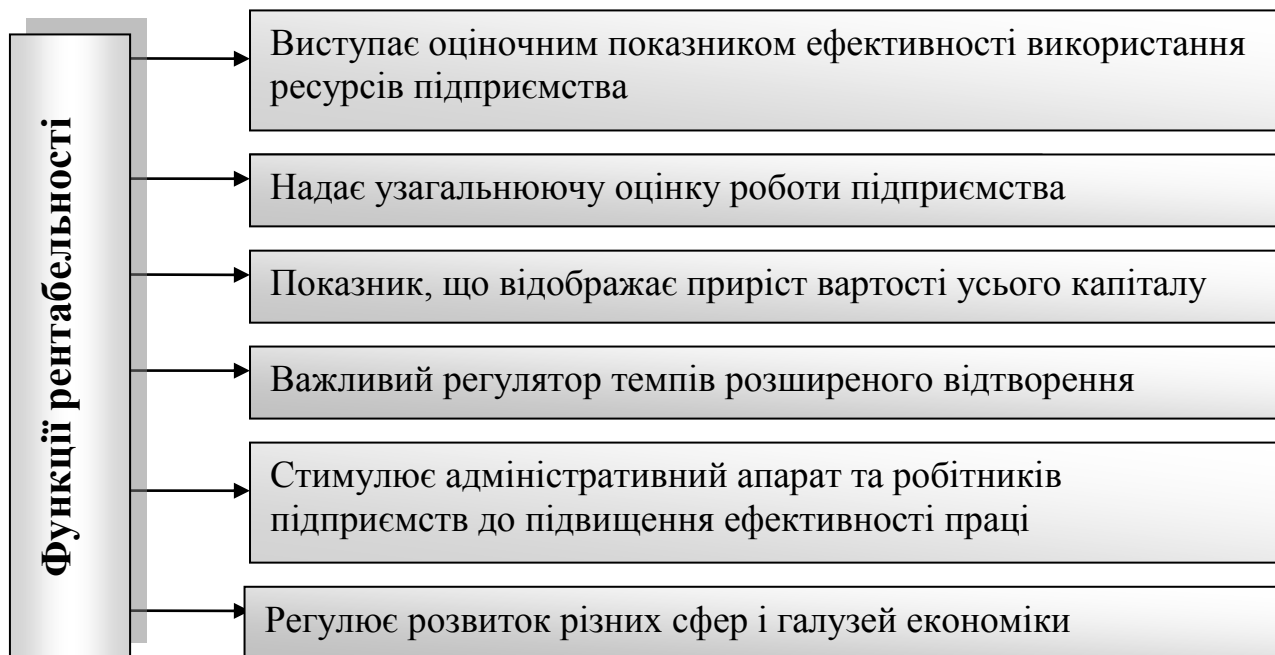 Функції рентабельності
Виступає оціночним показником ефективності використання
ресурсів підприємства
Надає узагальнюючу оцінку роботи підприємства
Показник, що відображає приріст вартості усього капіталу
Важливий регулятор темпів розширеного відтворення
Стимулює адміністративний апарат та робітників
підприємств до підвищення ефективності праці
Регулює розвиток різних сфер і галузей економіки